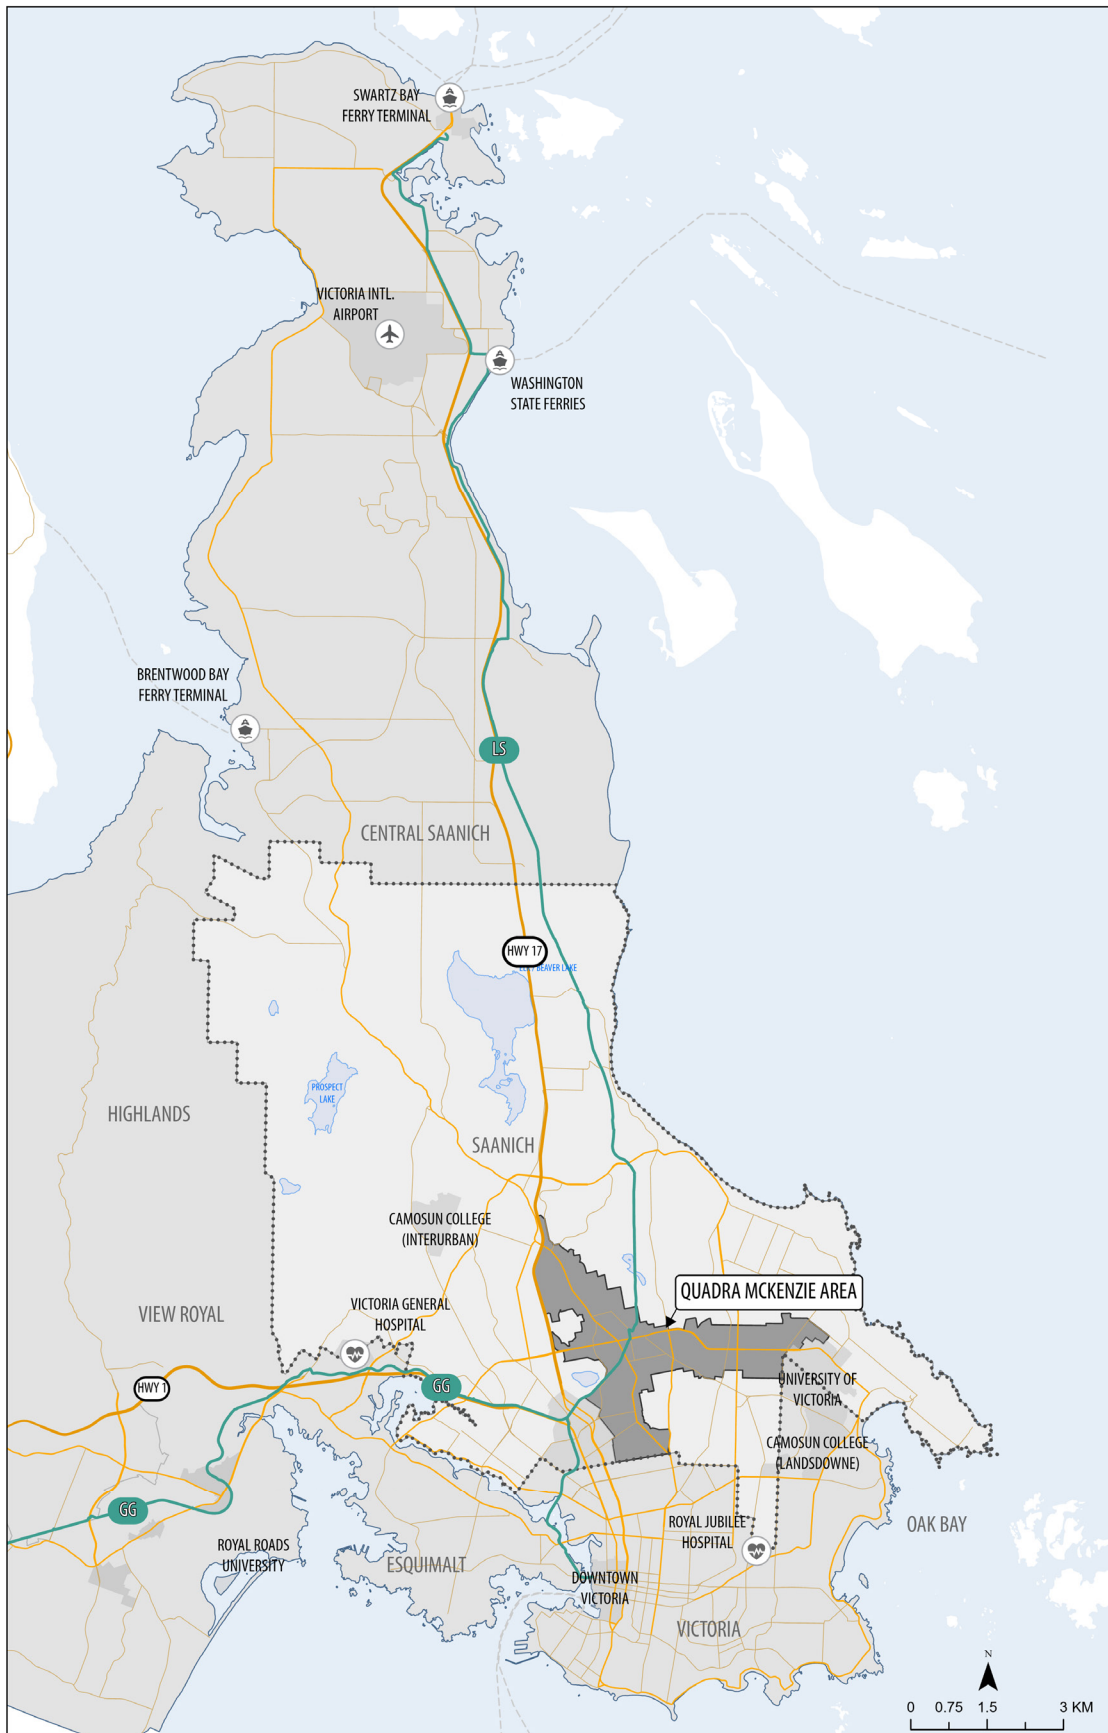 SWARTZ BAY
FERRY TERMINAL
VICTORIA INTL.
AIRPORT
WASHINGTON
STATE FERRIES
BRENTWOOD BAY
FERRY TERMINAL
LS
CENTRAL SAANICH
HWY 17
BEAVER LAKE
PROSPECT
LAKE
HIGHLANDS
SAANICH
CAMOSUN COLLEGE
(INTERURBAN)
QUADRA MCKENZIE AREA
VIEW ROYAL
VICTORIA GENERAL
HOSPITAL
HWY 1
GG
UNIVERSITY OF
VICTORIA
CAMOSUN COLLEGE
(LANDSDOWNE)
GG
ROYAL JUBILEE
HOSPITAL
OAK BAY
ROYAL ROADS
UNIVERSITY
ESQUIMALT
DOWNTOWN
VICTORIA
VICTORIA
N
0 0.75 1.5 3 KM